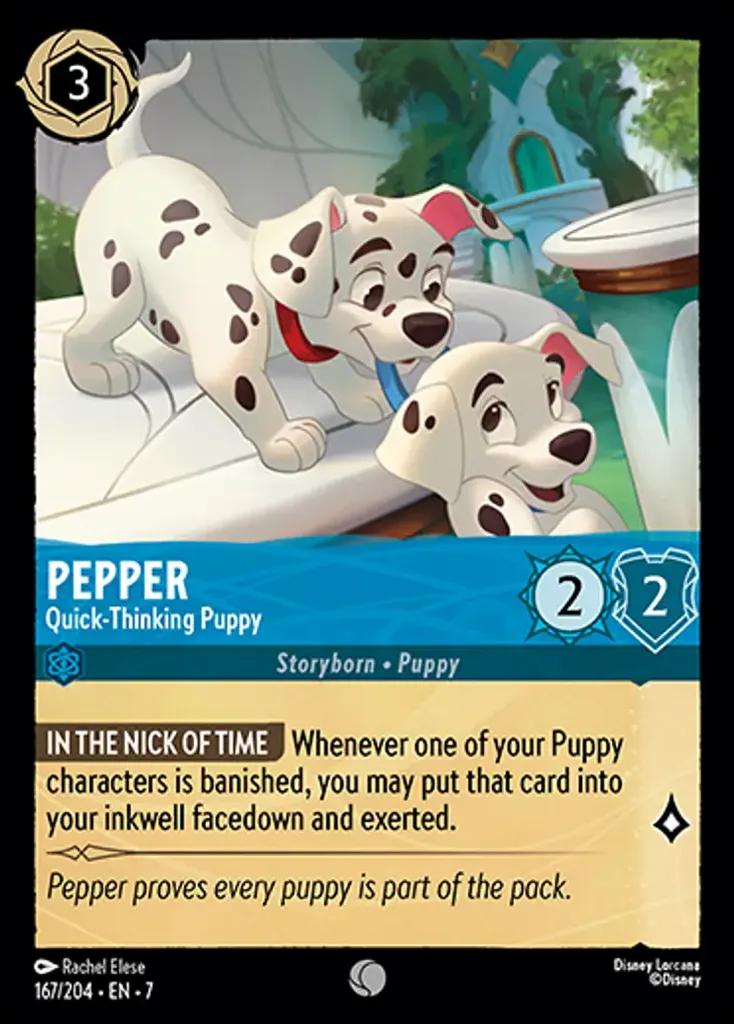 3
PEPPER
Quick-Thinking Puppy
2
2
Storyborn • Puppy
IN THE NICK OF TIME Whenever one of your Puppy
characters is banished, you may put that card into
your inkwell facedown and exerted.
Pepper proves every puppy is part of the pack.
Rachel Elese
167/204 • EN • 7
Disney Lorcana
©Disney